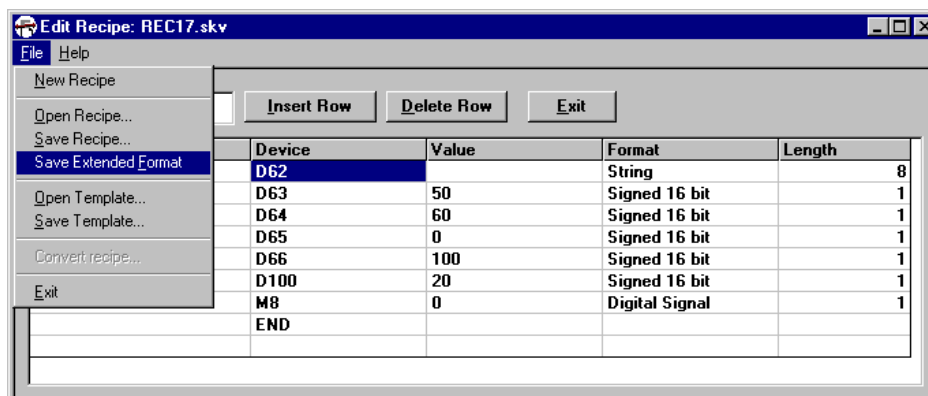 Edit Recipe: REC17.skv
File Help
New Recipe
Open Recipe...
Save Recipe...
Save Extended Format
Open Template...
Save Template...
Convert recipe...
Exit
Insert Row Delete Row Exit
Device Value Format Length
D62 String 8
D63 50 Signed 16 bit 1
D64 60 Signed 16 bit 1
D65 0 Signed 16 bit 1
D66 100 Signed 16 bit 1
D100 20 Signed 16 bit 1
M8 0 Digital Signal 1
END